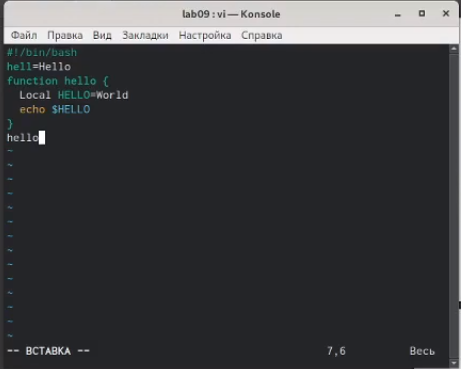 lab09 : vi — Konsole
Файл Правка Вид Закладки Настройка Справка
#!/bin/bash
hell=Hello
function hello {
  Local HELLO=World
  echo $HELLO
}
hello
~
~
~
~
~
~
~
~
~
~
~
~
~
~
-- ВСТАВКА -- 7,6 Весь